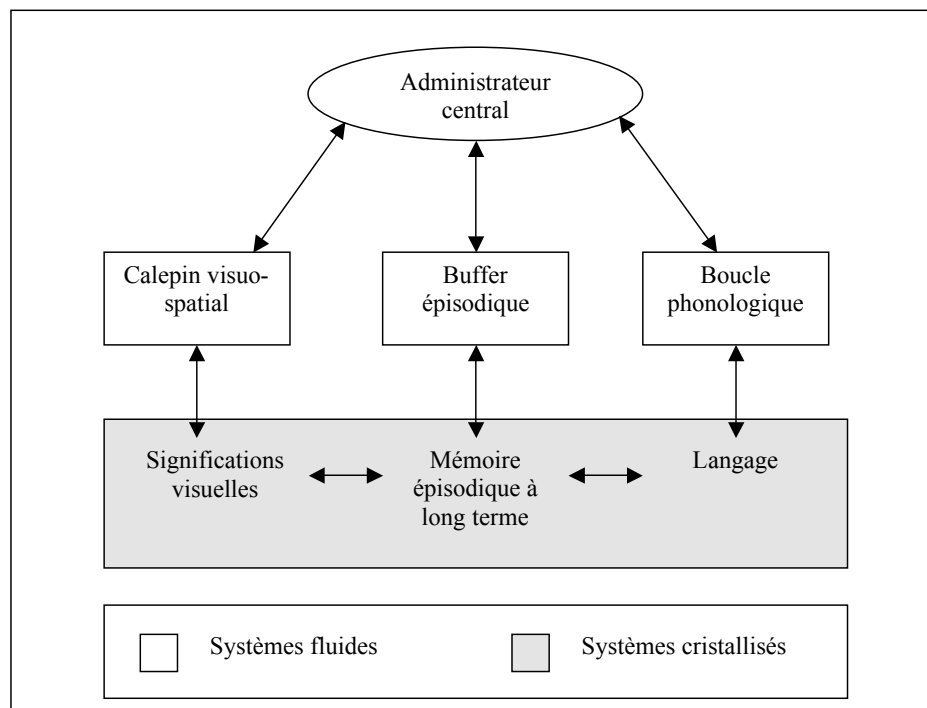 Administrateur
central
Calepin visuo-
spatial
Buffer
épisodique
Boucle
phonologique
Significations
visuelles
Mémoire
épisodique à
long terme
Langage
Systèmes fluides
Systèmes cristallisés